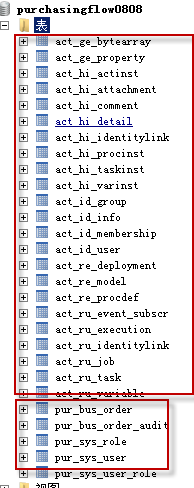 purchasingflow0808
表
act_ge_bytearray
act_ge_property
act_hi_actinst
act_hi_attachment
act_hi_comment
act_hi_detail
act_hi_identitylink
act_hi_procinst
act_hi_taskinst
act_hi_varinst
act_id_group
act_id_info
act_id_membership
act_id_user
act_re_deployment
act_re_model
act_re_procdef
act_ru_event_subscr
act_ru_execution
act_ru_identitylink
act_ru_job
act_ru_task
act_ru_variable
pur_bus_order
pur_bus_order_audit
pur_sys_role
pur_sys_user
pur_sys_user_role
视图